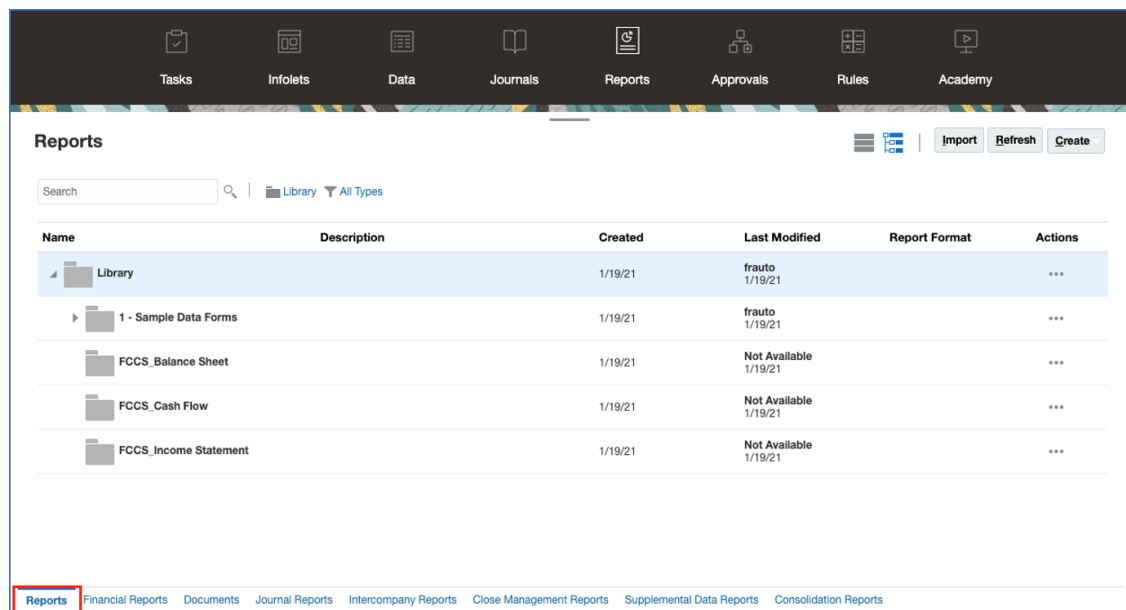 Tasks Infolets Data Journals Reports Approvals Rules Academy
Reports
Import Refresh Create
Search Library All Types
Name Description Created Last Modified Report Format Actions
Library 1/19/21 frauto
1/19/21
1 - Sample Data Forms 1/19/21 frauto
1/19/21
FCCS_Balance Sheet 1/19/21 Not Available
1/19/21
FCCS_Cash Flow 1/19/21 Not Available
1/19/21
FCCS_Income Statement 1/19/21 Not Available
1/19/21
Reports Financial Reports Documents Journal Reports Intercompany Reports Close Management Reports Supplemental Data Reports Consolidation Reports